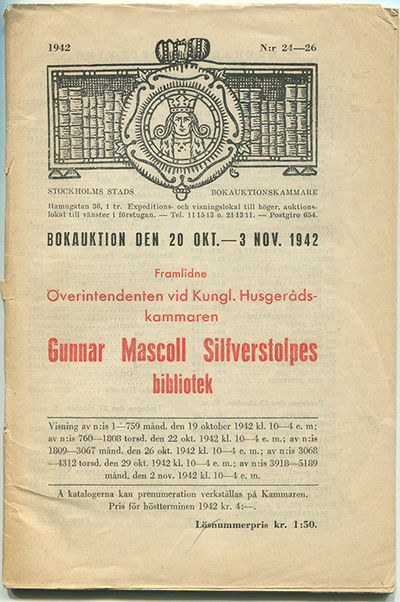 1942 N:r 24—26
STOCKHOLMS STADS BOKAUKTIONSKAMMARE
Hamngatan 36, 1 tr. Expeditions- och visningslokal till höger, auktions-
lokal till vänster i förstugan. — Tel. 11 15 13 o. 21 13 11. — Postgiro 654.
BOKAUKTION DEN 20 OKT.—3 NOV. 1942
Framlidne
Överintendenten vid Kungl. Husgeråds-
kammaren
Gunnar Mascoll Silfverstolpes
bibliotek
Visning av n:is 1—759 månd. den 19 oktober 1942 kl. 10—4 e. m;
av n:is 760—1808 torsd. den 22 okt. 1942 kl. 10—4 e. m.; av n:is
1809—3067 månd. den 26 okt. 1942 kl. 10—4 e. m.; av n:is 3068
—4312 torsd. den 29 okt. 1942 kl. 10—4 e. m.; av n:is 3918—5189
månd. den 2 nov. 1942 kl. 10—4 e. m.
Å katalogerna kan prenumeration verkställas på Kammaren.
Pris för höstterminen 1942 kr. 4:—.
Lösnummerpris kr. 1:50.